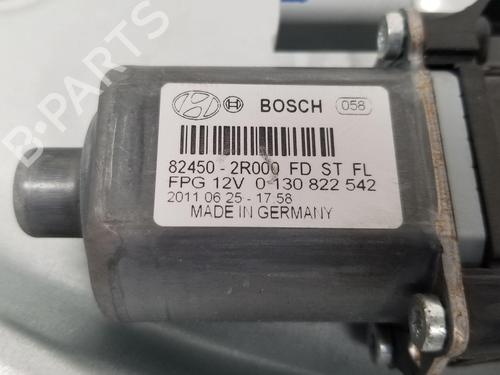 BOSCH 058
82450-2R000 FD ST FL
FPG 12V 0 130 822 542
2011 06 25 - 17.58
MADE IN GERMANY
B-PARTS